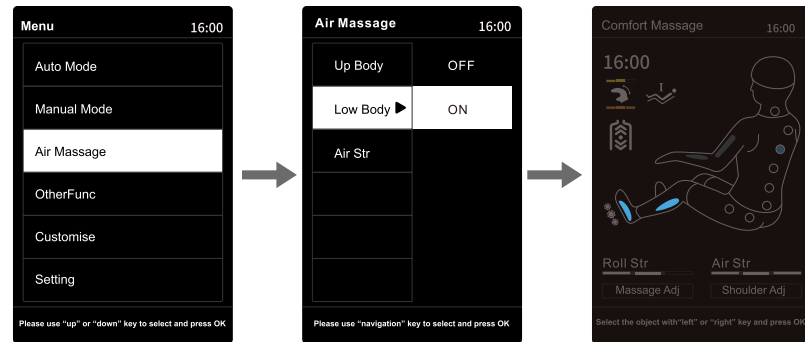 Menu
16:00
Auto Mode
Manual Mode
Air Massage
OtherFunc
Customise
Setting
Please use “up” or “down” key to select and press OK
Air Massage
16:00
Up Body
OFF
Low Body
ON
Air Str
Please use “navigation” key to select and press OK
Comfort Massage
16:00
16:00
I
Roll Str
Air Str
Massage Adj
Shoulder Adj
Select the object with“left” or “right” key and press OK